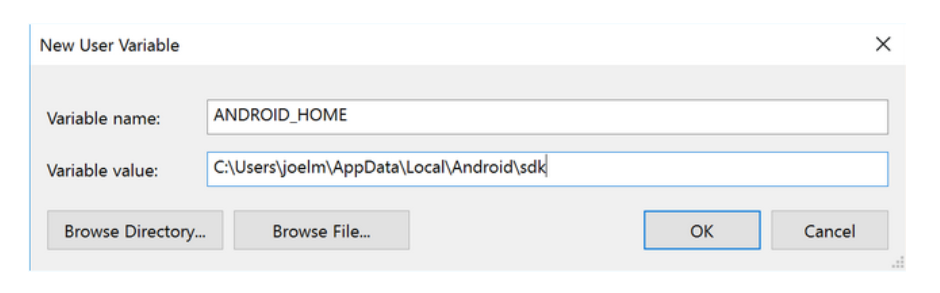 New User Variable
Variable name: ANDROID_HOME
Variable value: C:\Users\joelm\AppData\Local\Android\sdk
Browse Directory... Browse File... OK Cancel